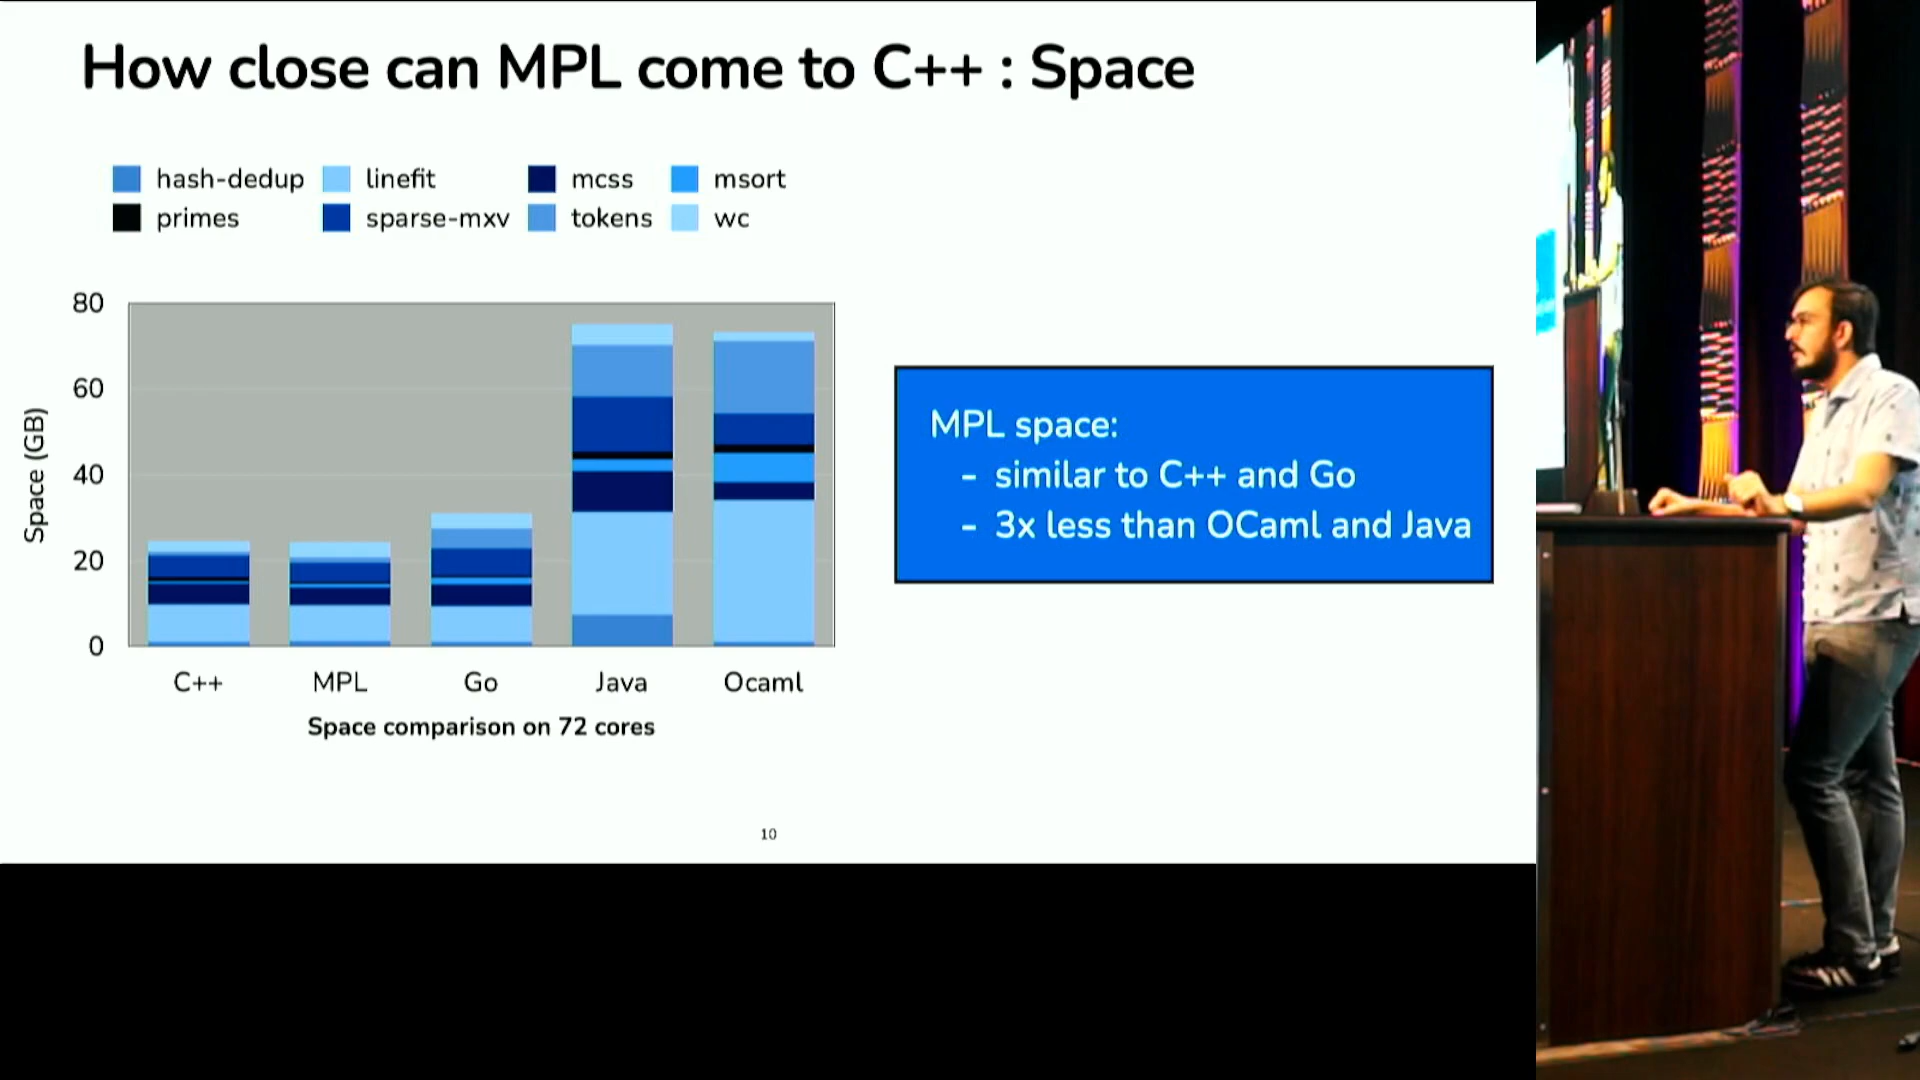 How close can MPL come to C++ : Space
hash-dedup linefit mcss msort
primes sparse-mxv tokens wc
80
60
40
20
0
Space (GB)
C++ MPL Go Java Ocaml
Space comparison on 72 cores
MPL space:
- similar to C++ and Go
- 3x less than OCaml and Java
10